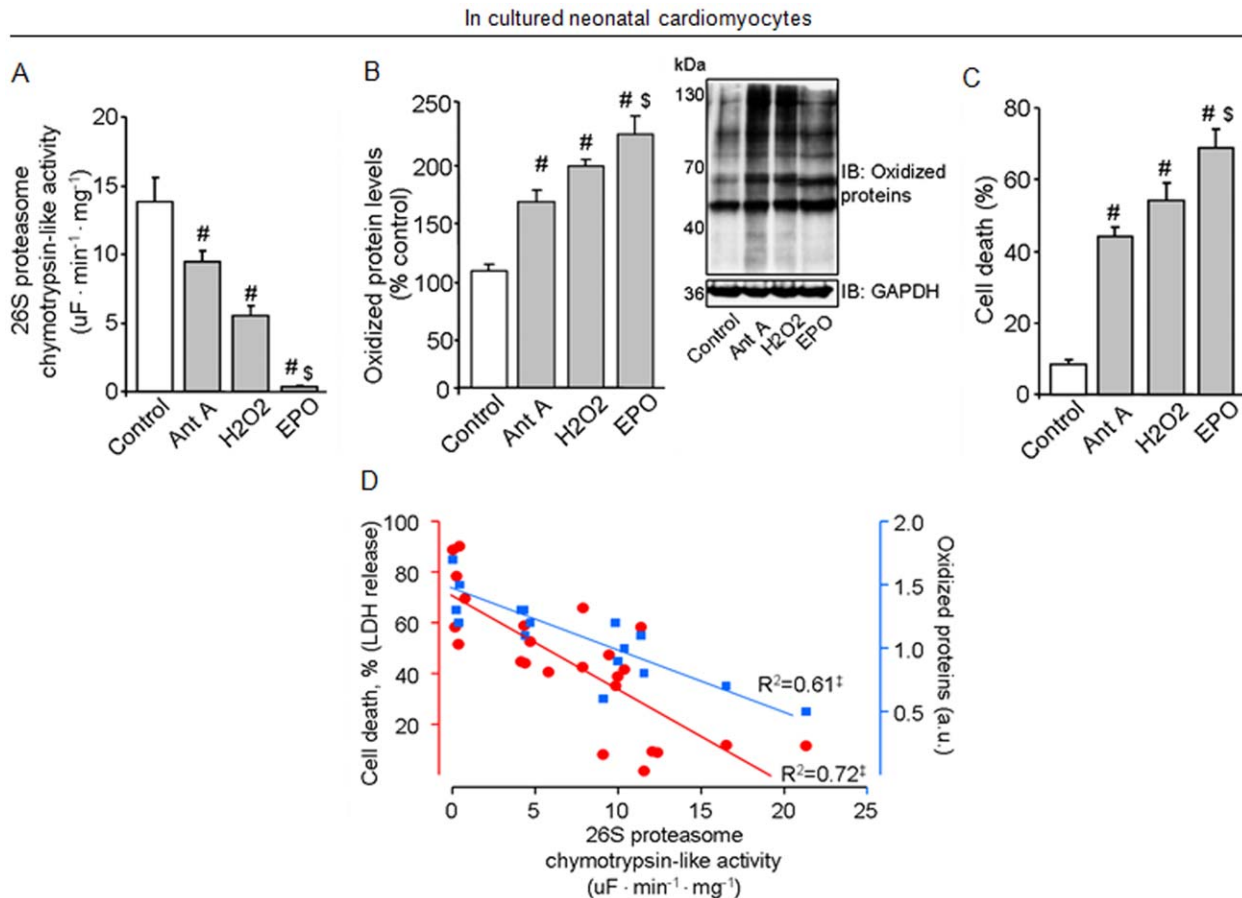 In cultured neonatal cardiomyocytes
A
26S proteasome
chymotrypsin-like activity
(uF · min⁻¹ · mg⁻¹)
20
15
10
5
0
#
#
# $
Control
Ant A
H2O2
EPO
B
Oxidized protein levels
(% control)
250
200
150
100
50
0
#
#
# $
Control
Ant A
H2O2
EPO
kDa
130
70
40
36
IB: Oxidized
proteins
IB: GAPDH
Control
Ant A
H2O2
EPO
C
Cell death (%)
80
60
40
20
0
#
#
# $
Control
Ant A
H2O2
EPO
D
Cell death, % (LDH release)
100
80
60
40
20
2.0
1.5
1.0
0.5
Oxidized proteins (a.u.)
R²=0.61‡
R²=0.72‡
0 5 10 15 20 25
26S proteasome
chymotrypsin-like activity
(uF · min⁻¹ · mg⁻¹)